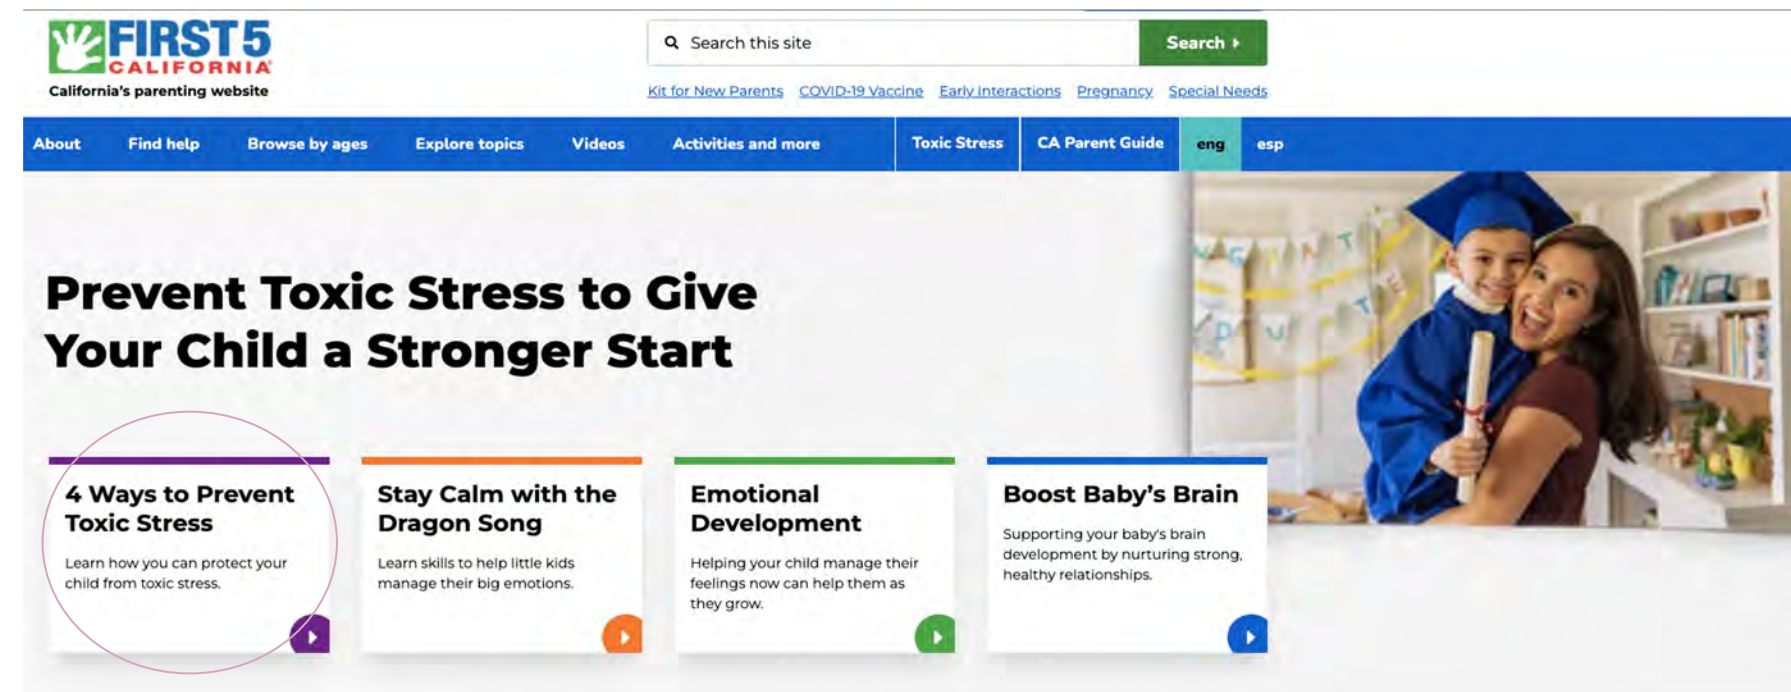 FIRST 5
CALIFORNIA
California's parenting website
Search this site
Search
Kit for New Parents COVID-19 Vaccine Early Interactions Pregnancy Special Needs
About Find help Browse by ages Explore topics Videos Activities and more Toxic Stress CA Parent Guide eng esp
Prevent Toxic Stress to Give
Your Child a Stronger Start
4 Ways to Prevent
Toxic Stress
Learn how you can protect your
child from toxic stress.
Stay Calm with the
Dragon Song
Learn skills to help little kids
manage their big emotions.
Emotional
Development
Helping your child manage their
feelings now can help them as
they grow.
Boost Baby's Brain
Supporting your baby's brain
development by nurturing strong,
healthy relationships.